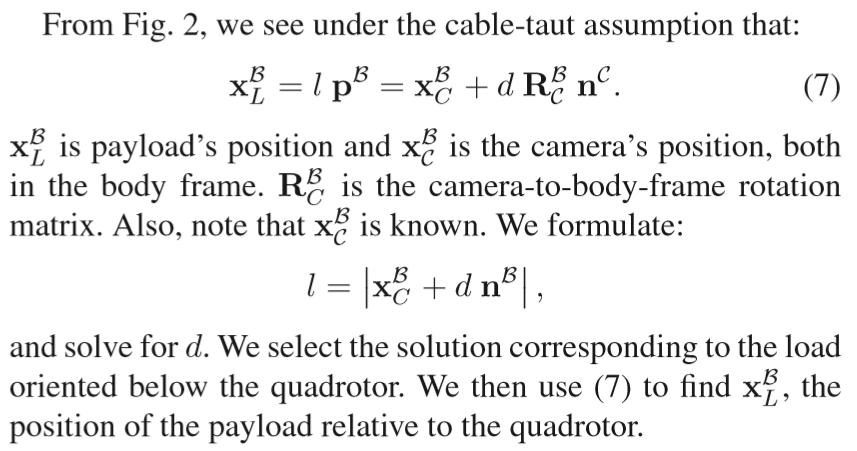 From Fig. 2, we see under the cable-taut assumption that:
$\mathbf{x}_L^{\mathcal{B}} = l\,\mathbf{p}^{\mathcal{B}} = \mathbf{x}_C^{\mathcal{B}} + d\,\mathbf{R}_{\mathcal{C}}^{\mathcal{B}}\,\mathbf{n}^{\mathcal{C}}.$ (7)
$\mathbf{x}_L^{\mathcal{B}}$ is payload's position and $\mathbf{x}_{\mathcal{C}}^{\mathcal{B}}$ is the camera's position, both
in the body frame. $\mathbf{R}_C^{\mathcal{B}}$ is the camera-to-body-frame rotation
matrix. Also, note that $\mathbf{x}_{\mathcal{C}}^{\mathcal{B}}$ is known. We formulate:
$l = \left|\mathbf{x}_C^{\mathcal{B}} + d\,\mathbf{n}^{\mathcal{B}}\right|,$
and solve for $d$. We select the solution corresponding to the load
oriented below the quadrotor. We then use (7) to find $\mathbf{x}_L^{\mathcal{B}}$, the
position of the payload relative to the quadrotor.